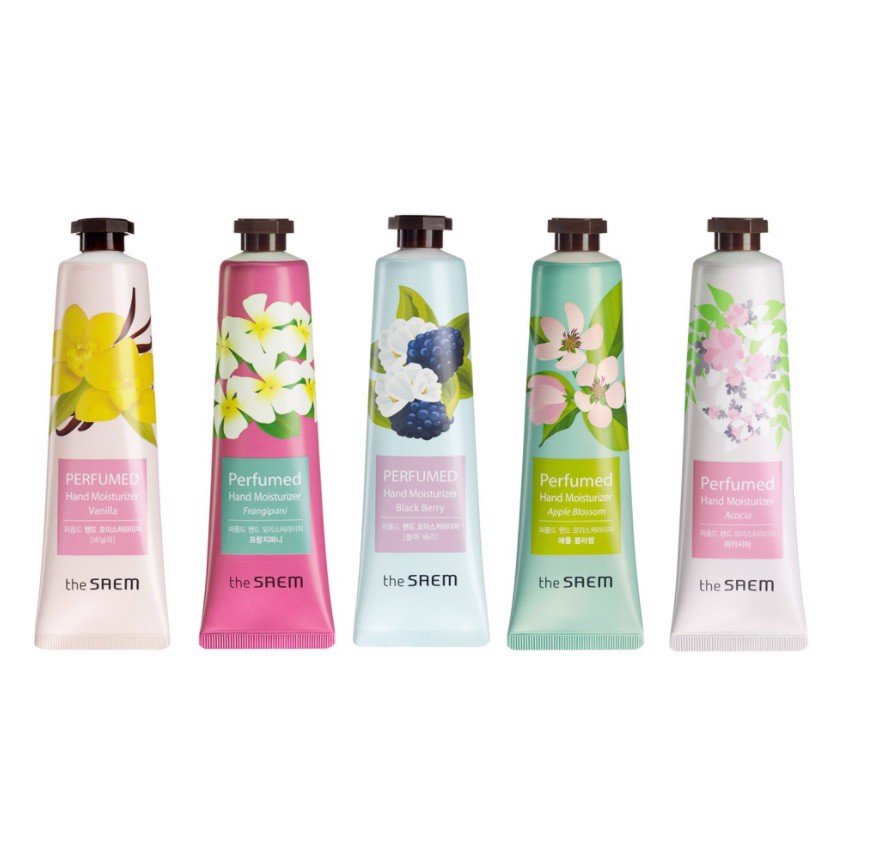 PERFUMED
Hand Moisturizer
Vanilla
퍼퓸드 핸드 모이스처라이저
[바닐라]
the SAEM
Perfumed
Hand Moisturizer
Frangipani
퍼퓸드 핸드 모이스처라이저
프랑지파니
the SAEM
PERFUMED
Hand Moisturizer
Black Berry
퍼퓸드 핸드 모이스처라이저
[블랙 베리]
the SAEM
Perfumed
Hand Moisturizer
Apple Blossom
퍼퓸드 핸드 모이스처라이저
애플 블라썸
the SAEM
Perfumed
Hand Moisturizer
Acacia
퍼퓸드 핸드 모이스처라이저
아카시아
the SAEM